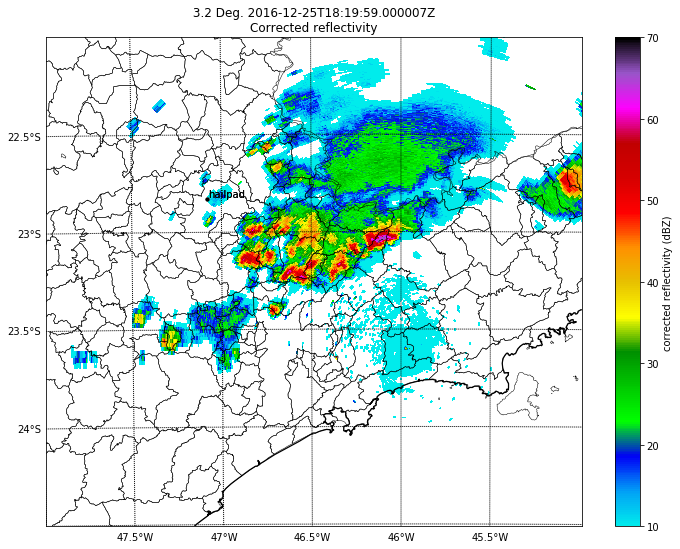 3.2 Deg. 2016-12-25T18:19:59.000007Z
Corrected reflectivity
70
60
50
40
30
20
10
corrected reflectivity (dBZ)
22.5°S
23°S
23.5°S
24°S
hailpad
47.5°W
47°W
46.5°W
46°W
45.5°W